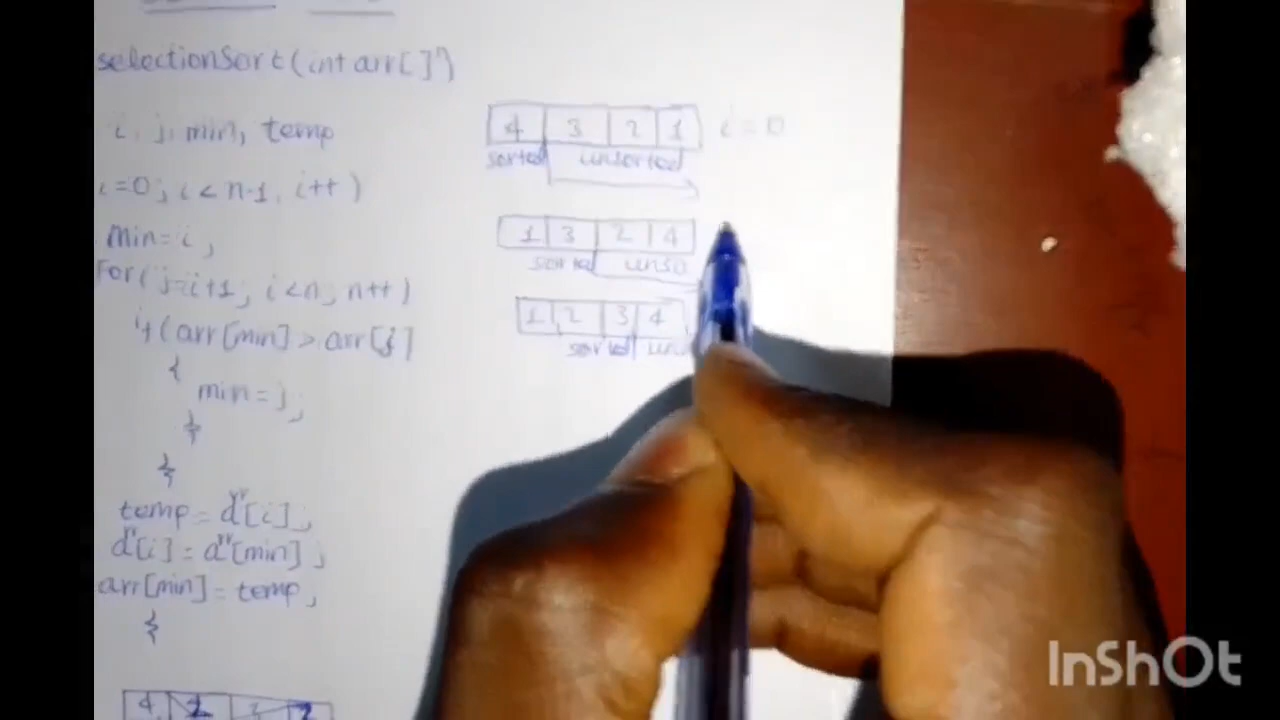 selectionSort(int arr[])
i, j, min, temp
i=0; i<n-1, i++)
min=i;
for(j=i+1; i<n; n++)
if(arr[min]>arr[j]
{
min=j;
}
}
temp=arr[i];
arr[i]=arr[min];
arr[min]=temp;
}
4
4 3 2 1 i=0
sorted unsorted
1 3 2 4
sorted unso
1 2 3 4
sorted un
InShOt